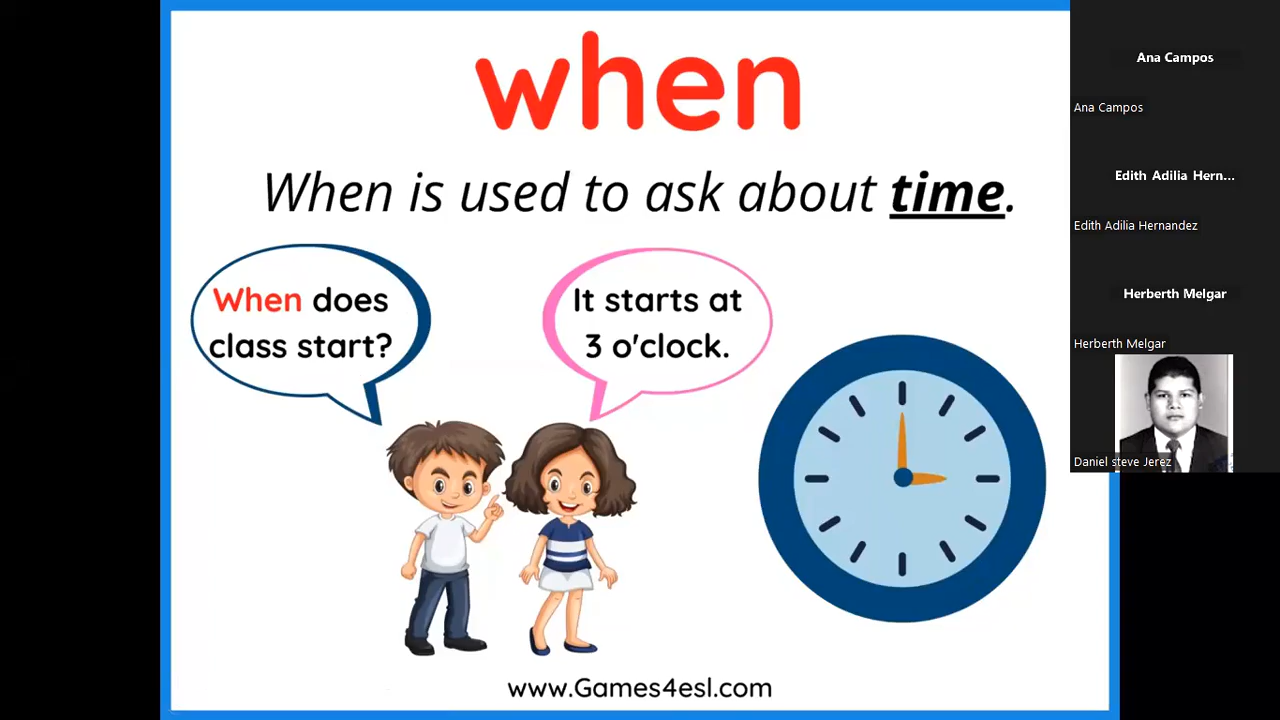 when
When is used to ask about time.
When does
class start?
It starts at
3 o'clock.
www.Games4esl.com
Ana Campos
Ana Campos
Edith Adilia Hern...
Edith Adilia Hernandez
Herberth Melgar
Herberth Melgar
Daniel steve Jerez